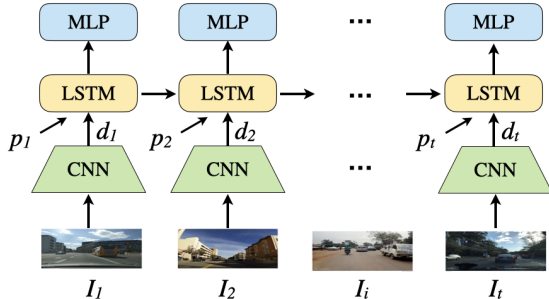 MLP MLP ... MLP
LSTM LSTM ... LSTM
p1 d1 p2 d2 pt dt
CNN CNN ... CNN
I1 I2 Ii It